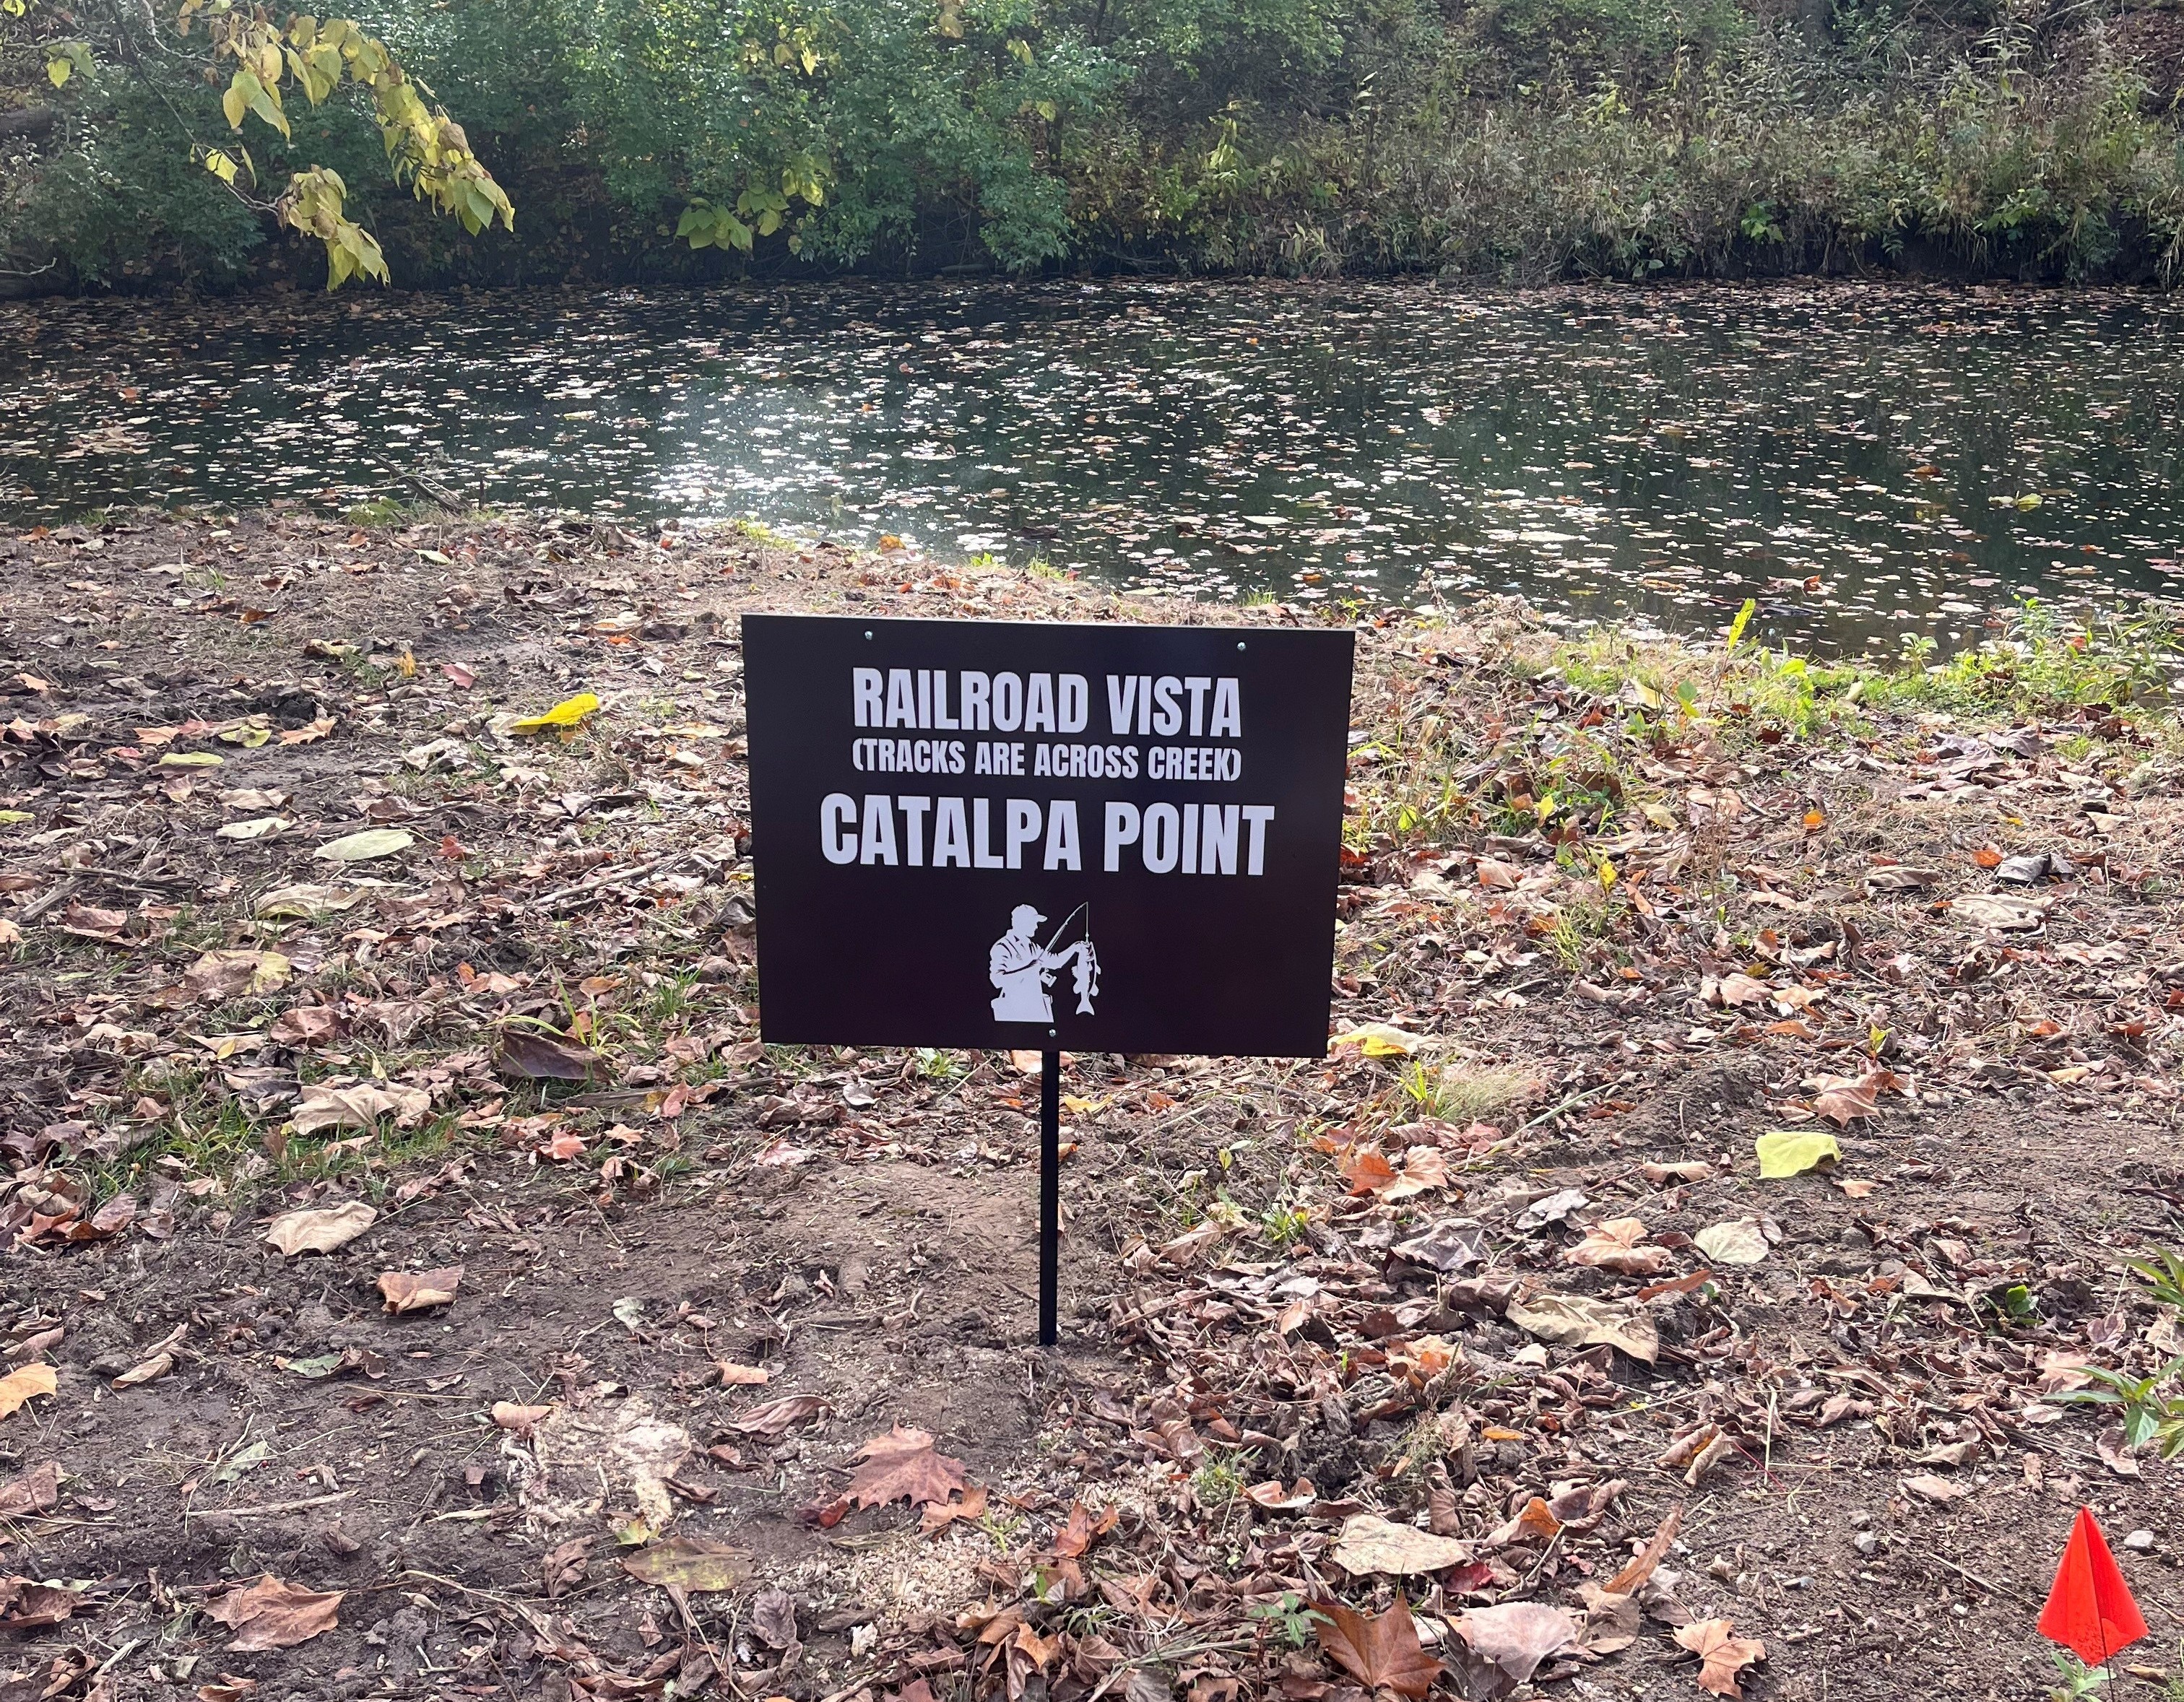 RAILROAD VISTA
(TRACKS ARE ACROSS CREEK)
CATALPA POINT